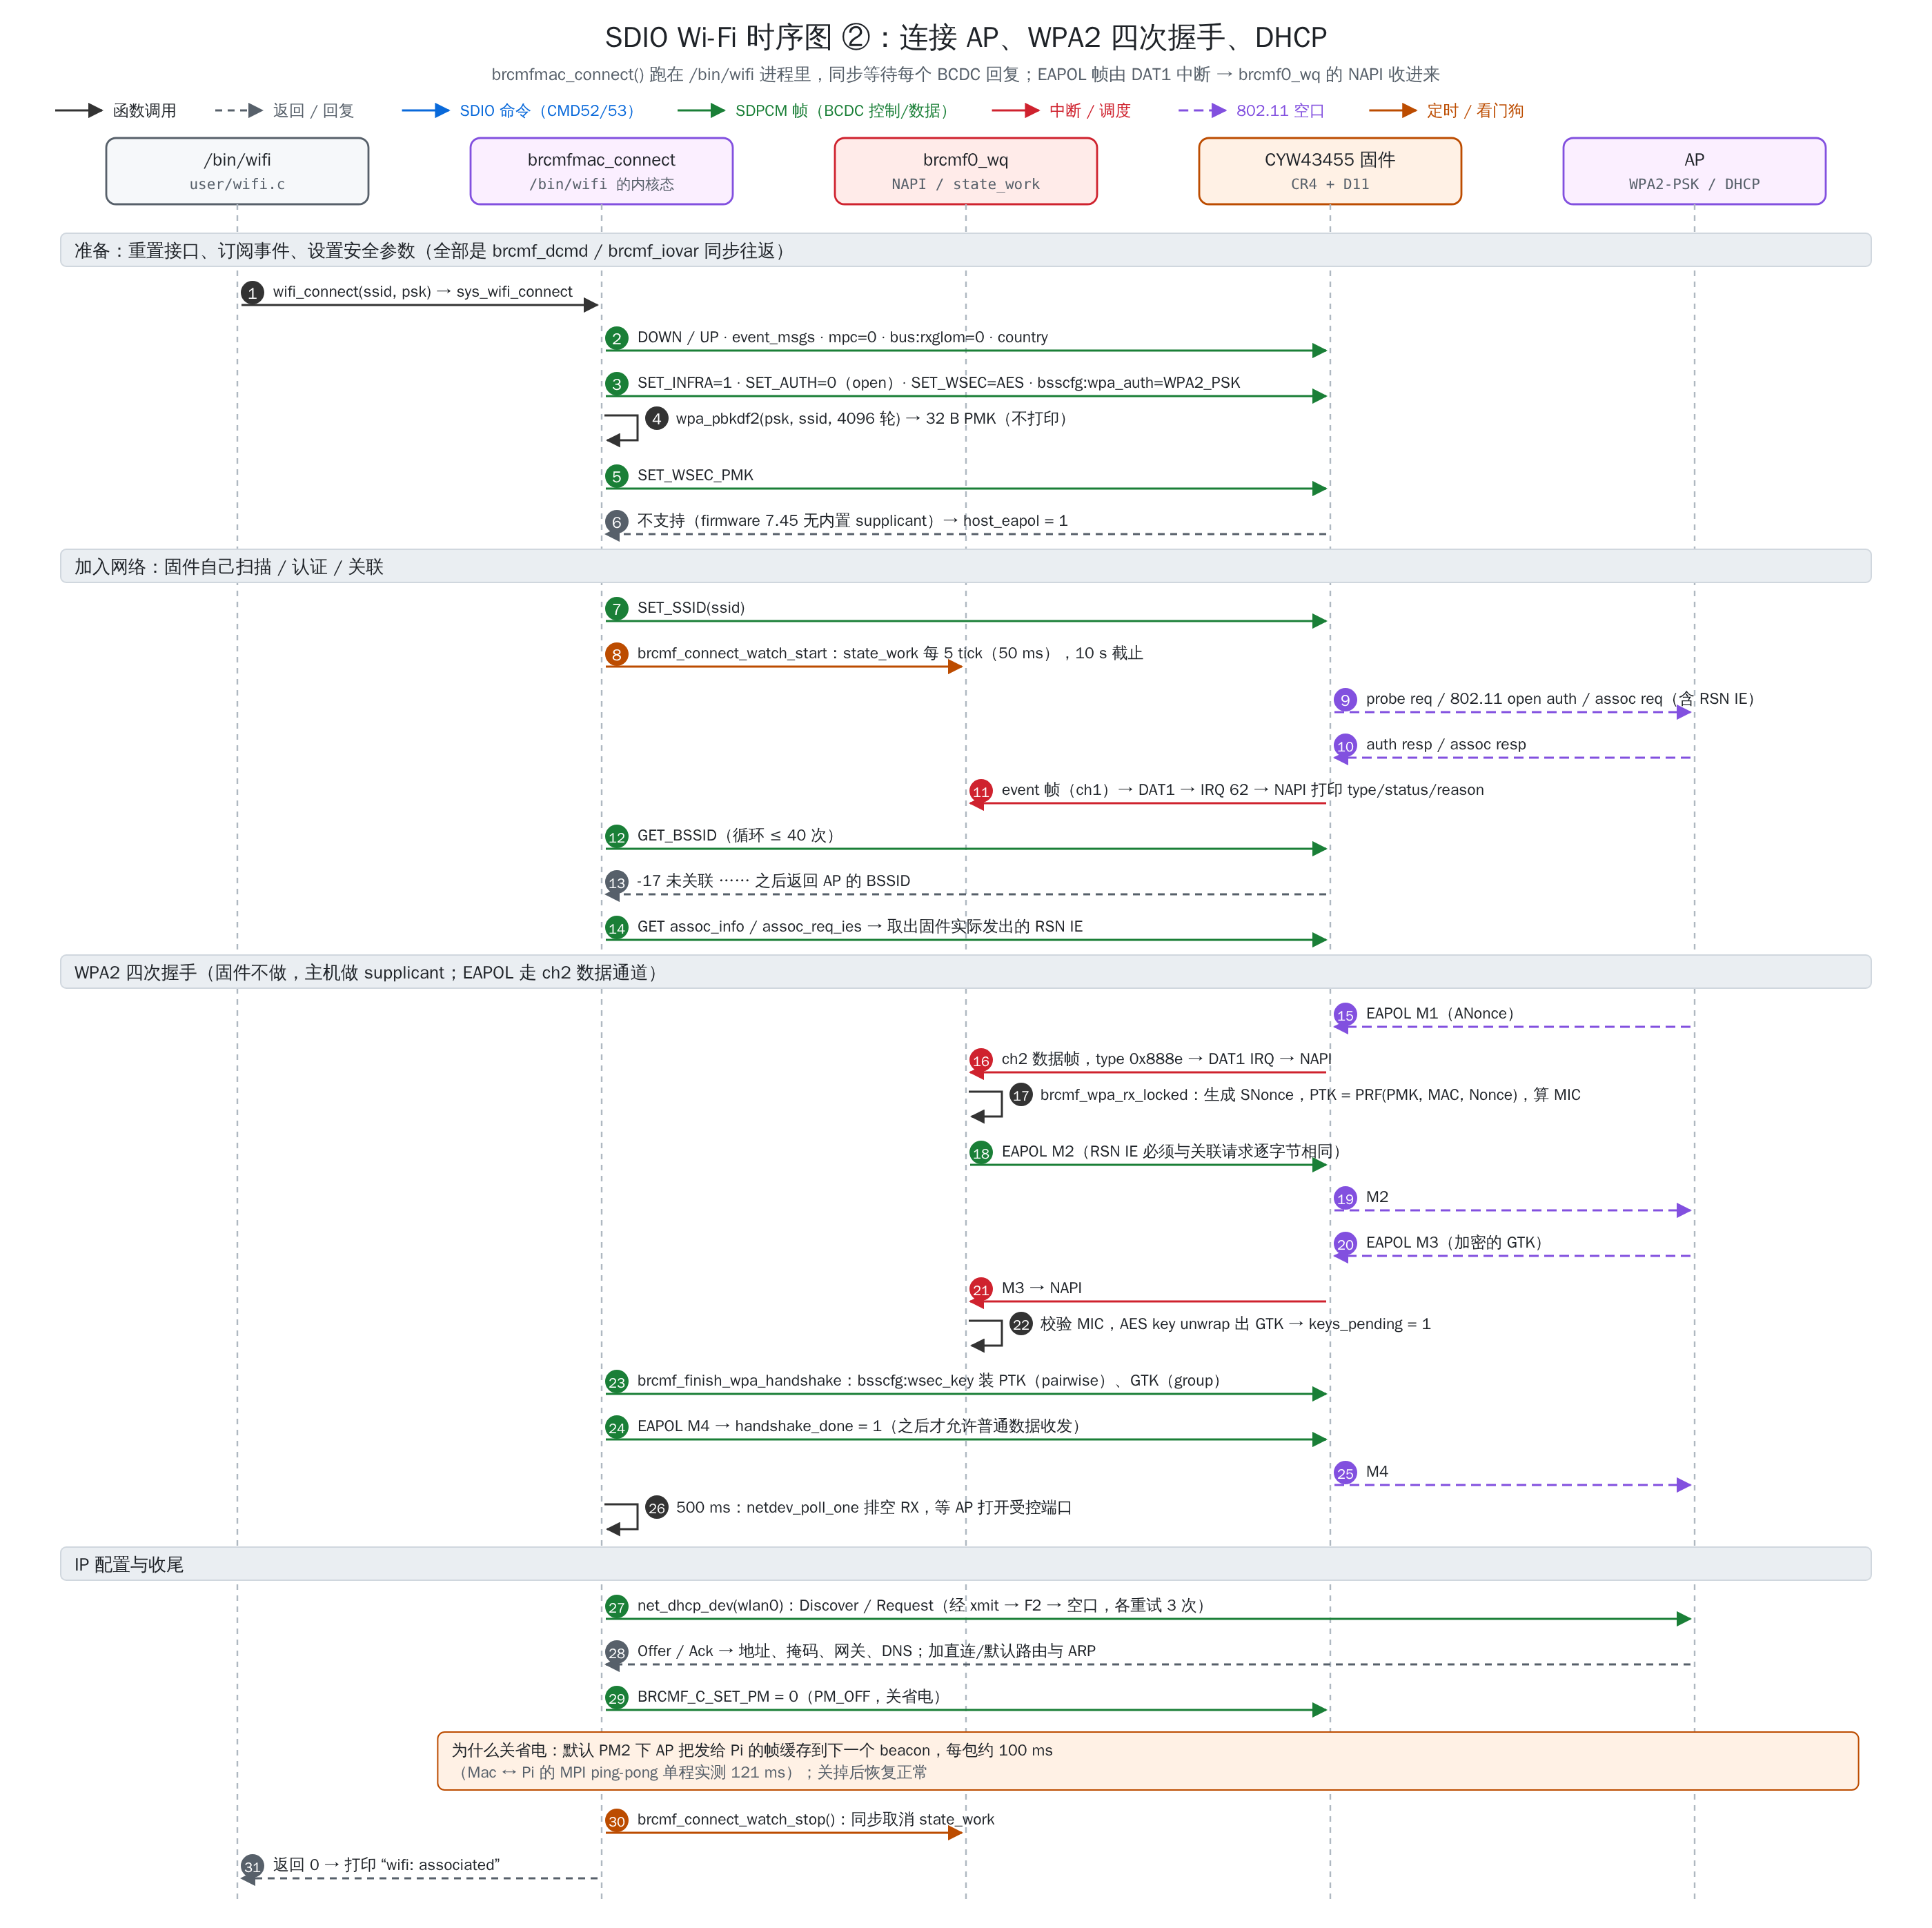 SDIO Wi-Fi 时序图 ②：连接 AP、WPA2 四次握手、DHCP
brcmfmac_connect() 跑在 /bin/wifi 进程里，同步等待每个 BCDC 回复；EAPOL 帧由 DAT1 中断 → brcmf0_wq 的 NAPI 收进来
函数调用
返回 / 回复
SDIO 命令（CMD52/53）
SDPCM 帧（BCDC 控制/数据）
中断 / 调度
802.11 空口
定时 / 看门狗
/bin/wifi
user/wifi.c
brcmfmac_connect
/bin/wifi 的内核态
brcmf0_wq
NAPI / state_work
CYW43455 固件
CR4 + D11
AP
WPA2-PSK / DHCP
准备：重置接口、订阅事件、设置安全参数（全部是 brcmf_dcmd / brcmf_iovar 同步往返）
1 wifi_connect(ssid, psk) → sys_wifi_connect
2 DOWN / UP · event_msgs · mpc=0 · bus:rxglom=0 · country
3 SET_INFRA=1 · SET_AUTH=0（open）· SET_WSEC=AES · bsscfg:wpa_auth=WPA2_PSK
4 wpa_pbkdf2(psk, ssid, 4096 轮) → 32 B PMK（不打印）
5 SET_WSEC_PMK
6 不支持（firmware 7.45 无内置 supplicant）→ host_eapol = 1
加入网络：固件自己扫描 / 认证 / 关联
7 SET_SSID(ssid)
8 brcmf_connect_watch_start：state_work 每 5 tick（50 ms），10 s 截止
9 probe req / 802.11 open auth / assoc req（含 RSN IE）
10 auth resp / assoc resp
11 event 帧（ch1）→ DAT1 → IRQ 62 → NAPI 打印 type/status/reason
12 GET_BSSID（循环 ≤ 40 次）
13 -17 未关联 …… 之后返回 AP 的 BSSID
14 GET assoc_info / assoc_req_ies → 取出固件实际发出的 RSN IE
WPA2 四次握手（固件不做，主机做 supplicant；EAPOL 走 ch2 数据通道）
15 EAPOL M1（ANonce）
16 ch2 数据帧，type 0x888e → DAT1 IRQ → NAPI
17 brcmf_wpa_rx_locked：生成 SNonce，PTK = PRF(PMK, MAC, Nonce)，算 MIC
18 EAPOL M2（RSN IE 必须与关联请求逐字节相同）
19 M2
20 EAPOL M3（加密的 GTK）
21 M3 → NAPI
22 校验 MIC，AES key unwrap 出 GTK → keys_pending = 1
23 brcmf_finish_wpa_handshake：bsscfg:wsec_key 装 PTK（pairwise）、GTK（group）
24 EAPOL M4 → handshake_done = 1（之后才允许普通数据收发）
25 M4
26 500 ms：netdev_poll_one 排空 RX，等 AP 打开受控端口
IP 配置与收尾
27 net_dhcp_dev(wlan0)：Discover / Request（经 xmit → F2 → 空口，各重试 3 次）
28 Offer / Ack → 地址、掩码、网关、DNS；加直连/默认路由与 ARP
29 BRCMF_C_SET_PM = 0（PM_OFF，关省电）
为什么关省电：默认 PM2 下 AP 把发给 Pi 的帧缓存到下一个 beacon，每包约 100 ms
（Mac ↔ Pi 的 MPI ping-pong 单程实测 121 ms）；关掉后恢复正常
30 brcmf_connect_watch_stop()：同步取消 state_work
31 返回 0 → 打印 “wifi: associated”